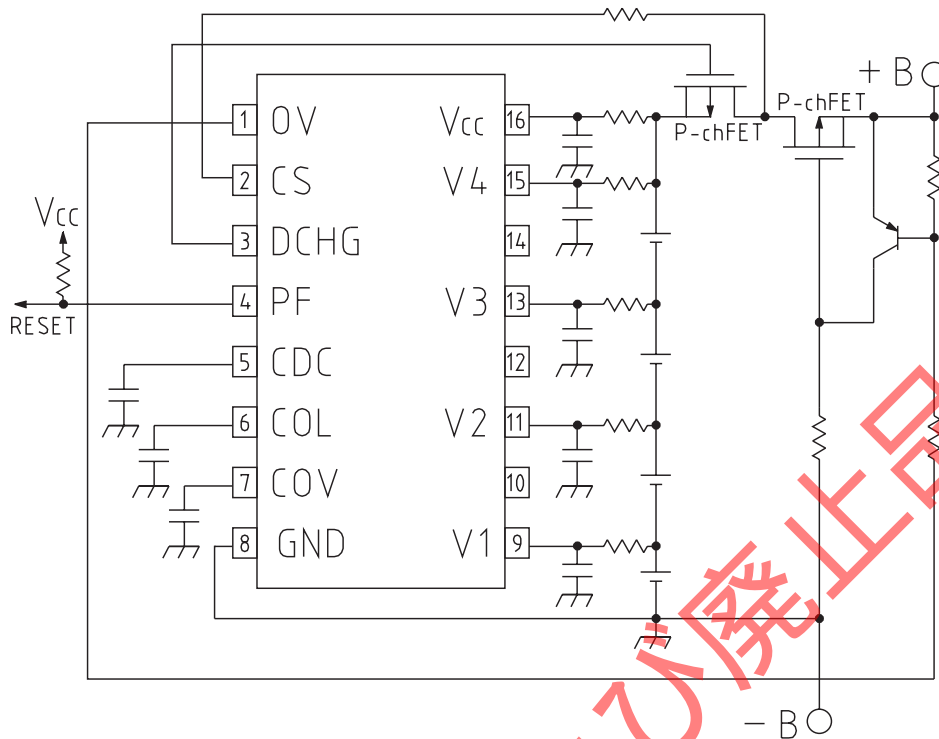 + B
P-chFET
P-chFET
1 OV
Vcc 16
2 CS
V4 15
Vcc
3 DCHG
14
4 PF
V3 13
RESET
5 CDC
12
6 COL
V2 11
7 COV
10
8 GND
V1 9
- B
び廃止品